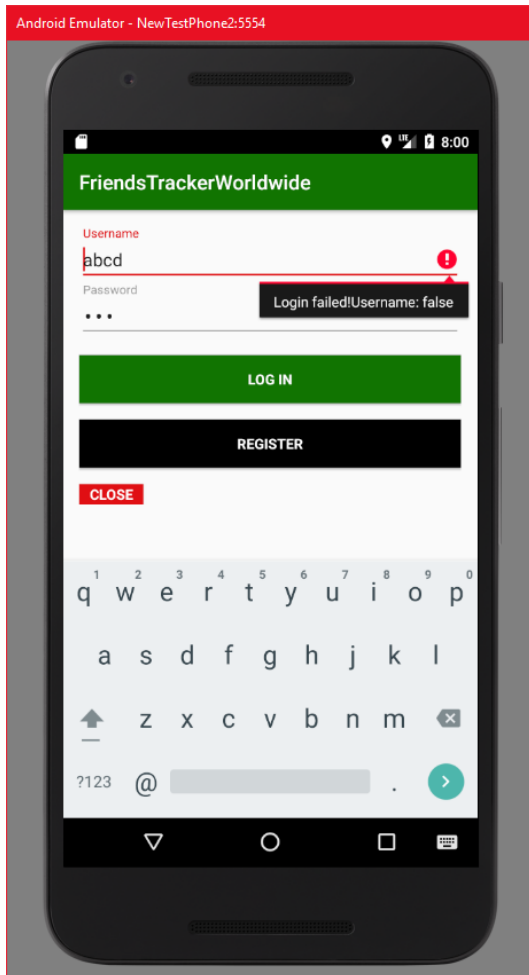 Android Emulator - NewTestPhone2:5554
LTE 8:00
FriendsTrackerWorldwide
Username
abcd
Password
Login failed!Username: false
LOG IN
REGISTER
CLOSE
1 2 3 4 5 6 7 8 9 0
q w e r t y u i o p
a s d f g h j k l
z x c v b n m
?123 @ .